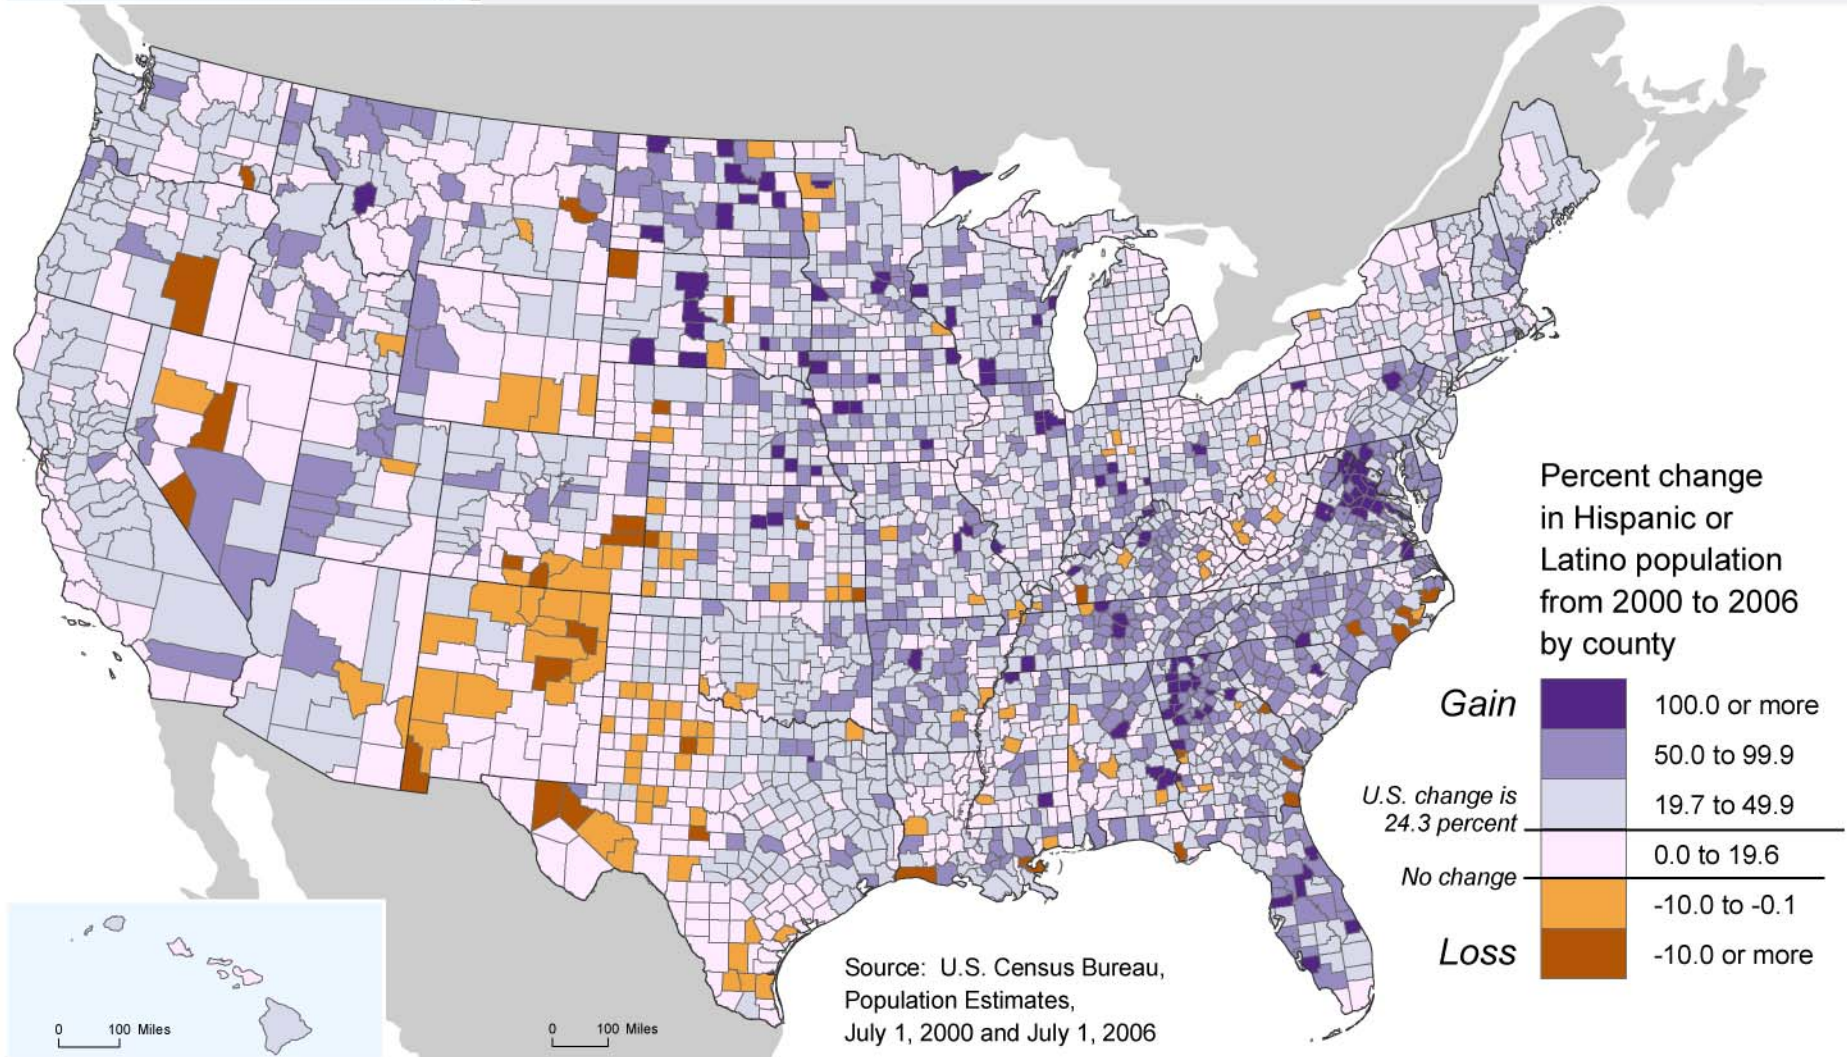 Percent change
in Hispanic or
Latino population
from 2000 to 2006
by county
Gain
100.0 or more
50.0 to 99.9
19.7 to 49.9
U.S. change is
24.3 percent
0.0 to 19.6
No change
-10.0 to -0.1
Loss
-10.0 or more
Source: U.S. Census Bureau,
Population Estimates,
July 1, 2000 and July 1, 2006
0 100 Miles
0 100 Miles